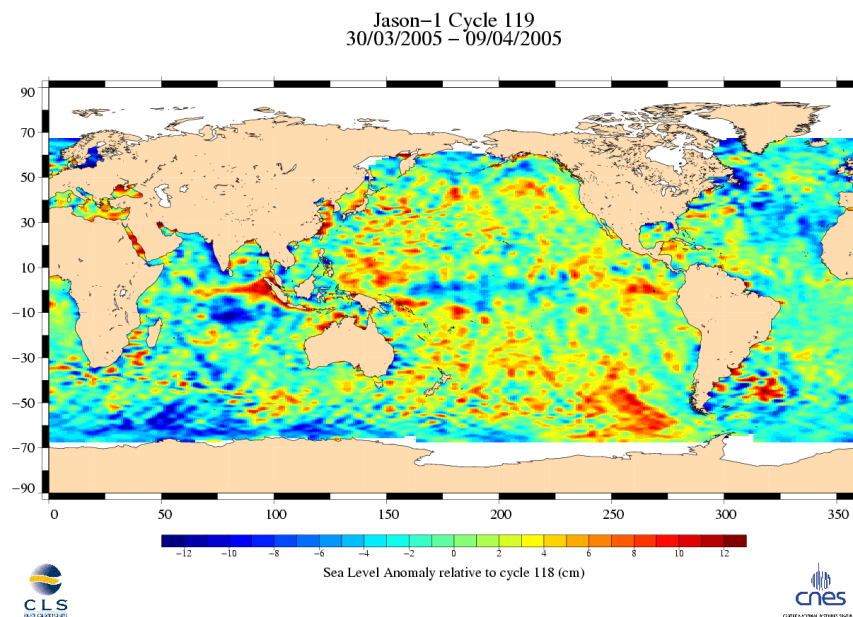 Jason−1 Cycle 119
30/03/2005 − 09/04/2005
90
70
50
30
10
−10
−30
−50
−70
−90
0 50 100 150 200 250 300 350
−12 −10 −8 −6 −4 −2 0 2 4 6 8 10 12
Sea Level Anomaly relative to cycle 118 (cm)
CLS
cnes